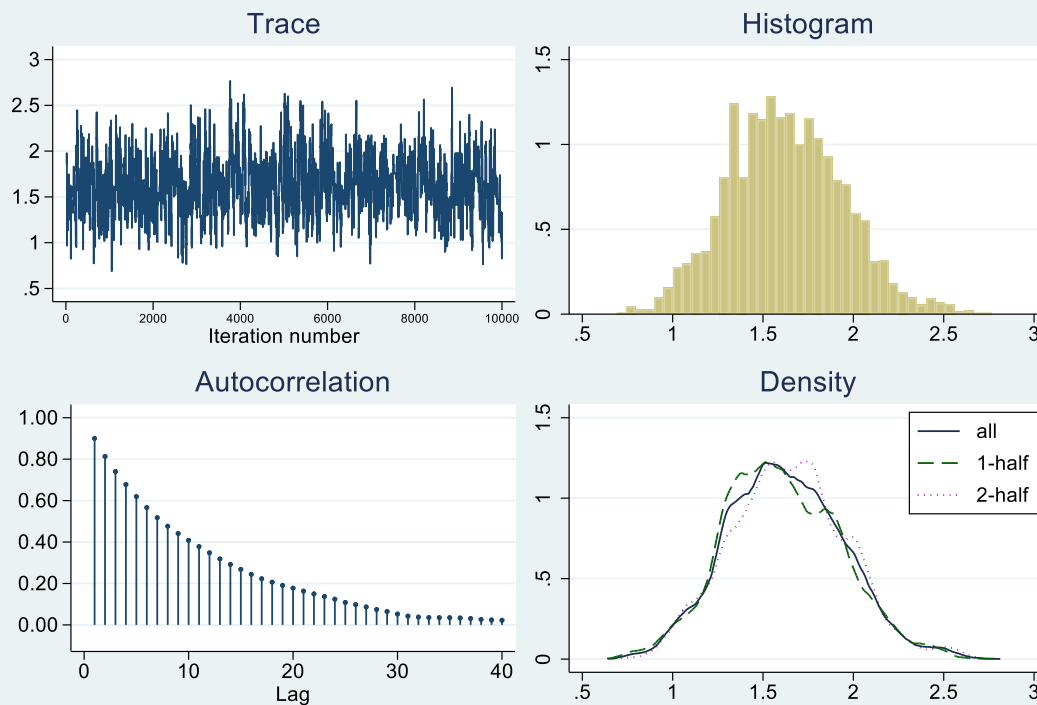 Trace
3
2.5
2
1.5
1
.5
0 2000 4000 6000 8000 10000
Iteration number
Histogram
1.5
1
.5
0
.5 1 1.5 2 2.5 3
Autocorrelation
1.00
0.80
0.60
0.40
0.20
0.00
0 10 20 30 40
Lag
Density
1.5
1
.5
0
all
1-half
2-half
.5 1 1.5 2 2.5 3